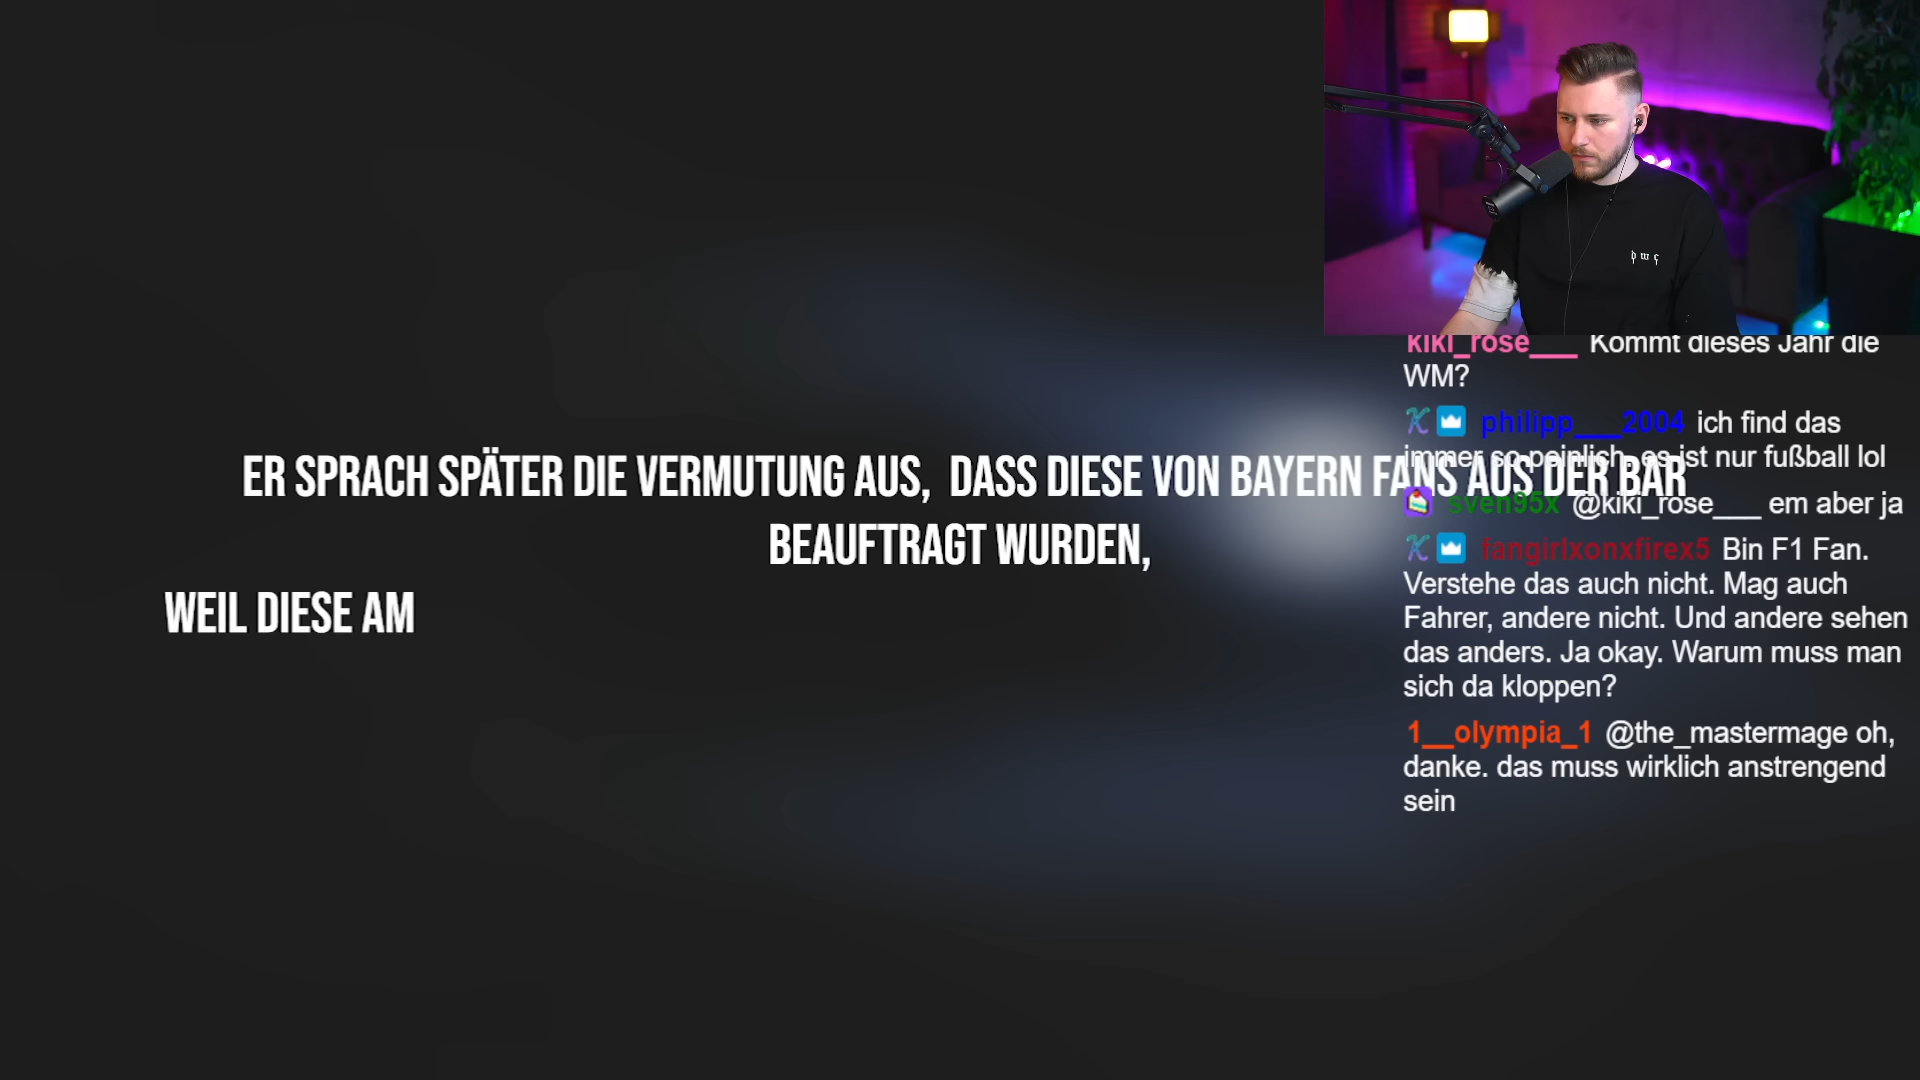 ER SPRACH SPÄTER DIE VERMUTUNG AUS, DASS DIESE VON BAYERN FANS AUS DER BAR
BEAUFTRAGT WURDEN,
WEIL DIESE AM
þwc
kiki_rose___ Kommt dieses Jahr die
WM?
philipp___2004 ich find das
immer so peinlich, es ist nur fußball lol
sven95x @kiki_rose___ em aber ja
fangirlxonxfirex5 Bin F1 Fan.
Verstehe das auch nicht. Mag auch
Fahrer, andere nicht. Und andere sehen
das anders. Ja okay. Warum muss man
sich da kloppen?
1__olympia_1 @the_mastermage oh,
danke. das muss wirklich anstrengend
sein